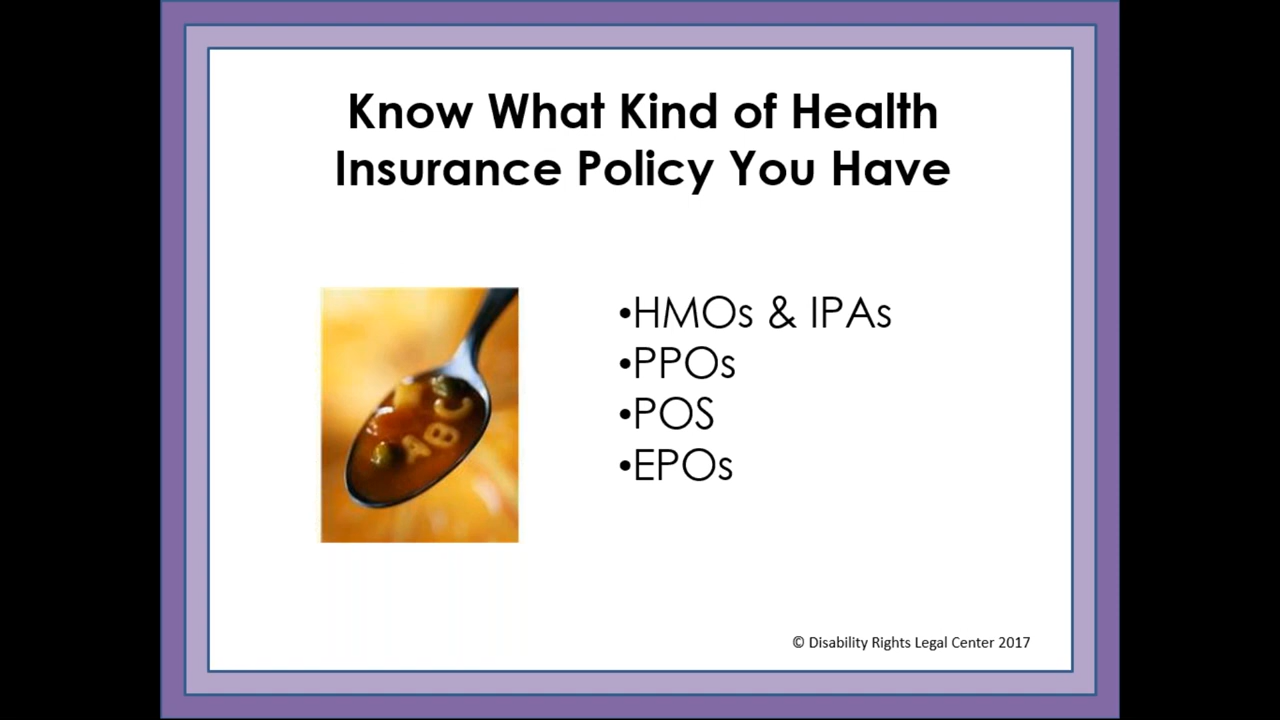 Know What Kind of Health
Insurance Policy You Have
•HMOs & IPAs
•PPOs
•POS
•EPOs
C
AB
© Disability Rights Legal Center 2017